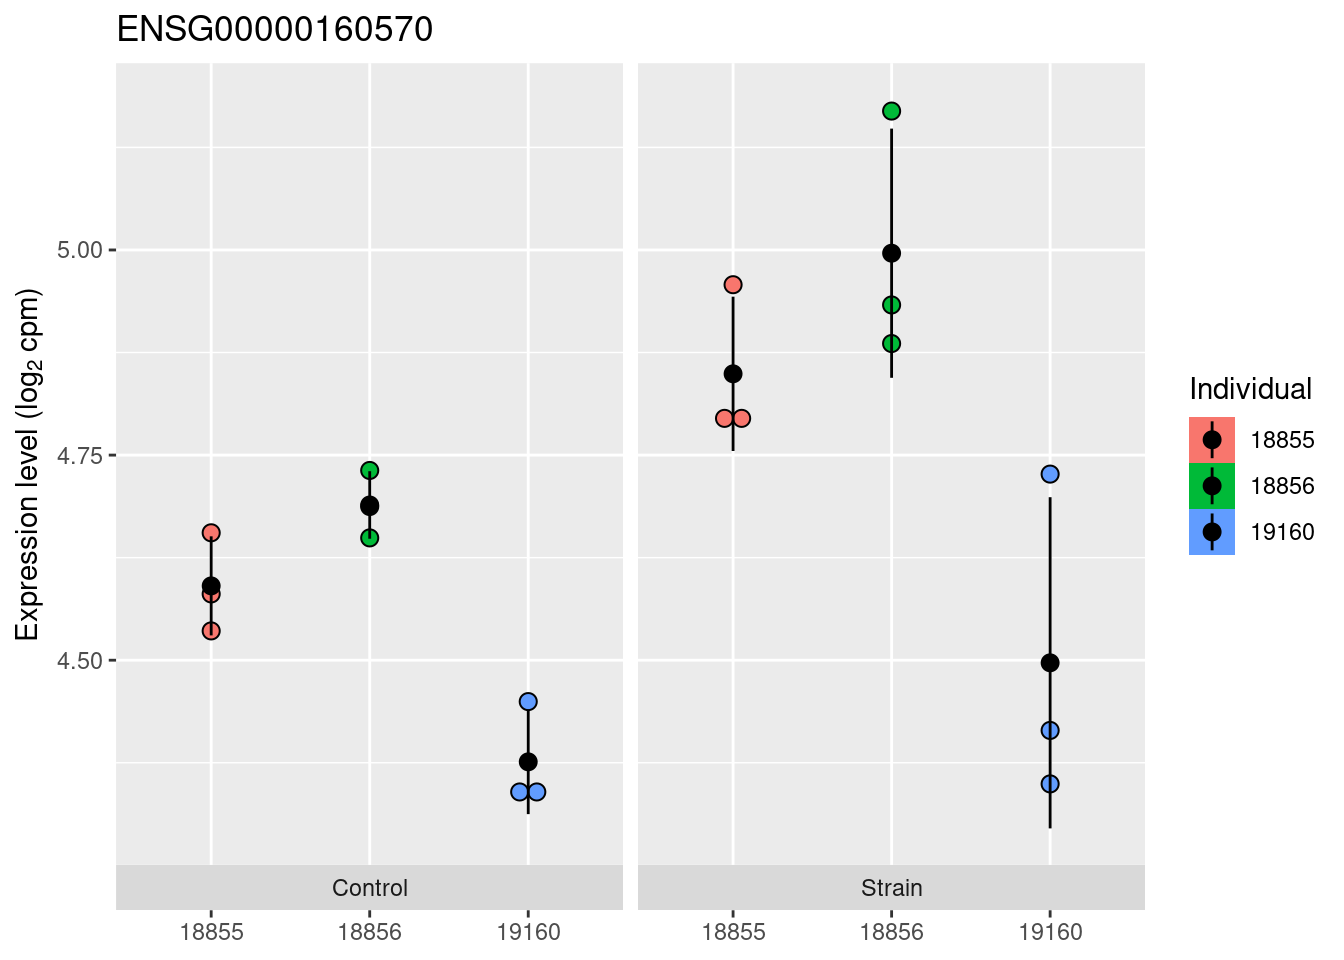 ENSG00000160570
Expression level (log₂ cpm)
5.00
4.75
4.50
Control
Strain
18855
18856
19160
18855
18856
19160
Individual
18855
18856
19160